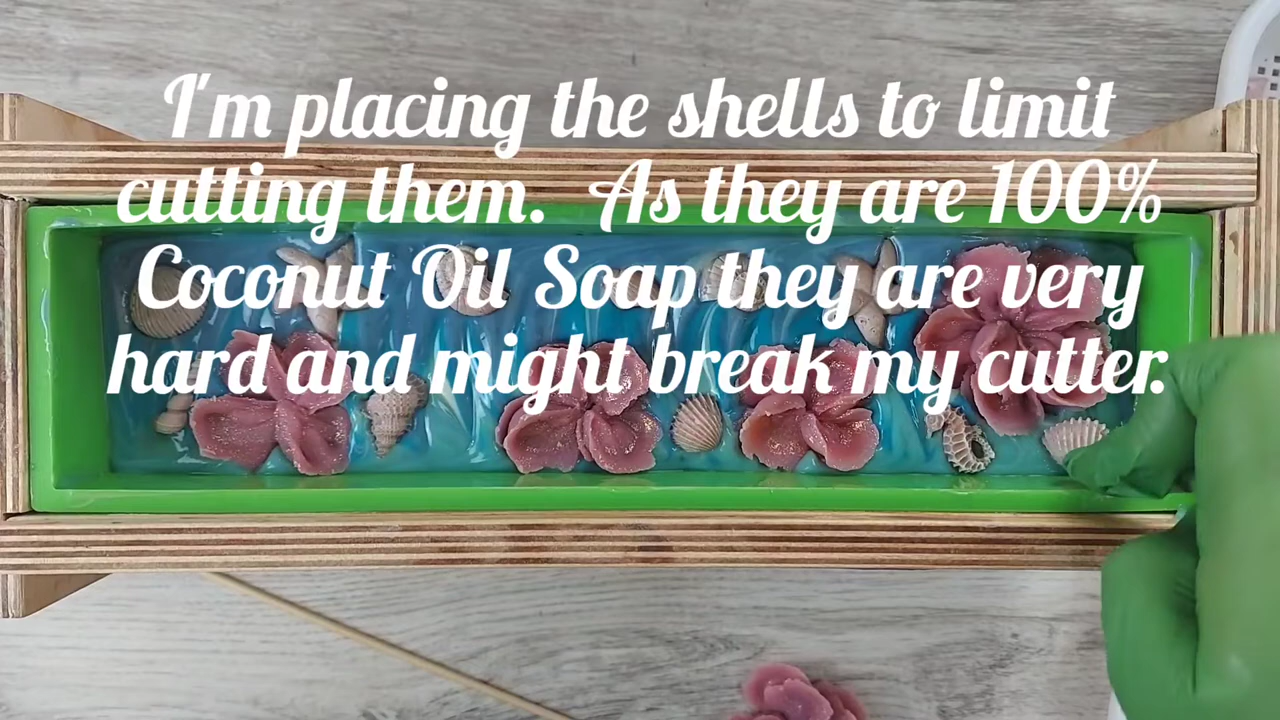 I'm placing the shells to limit
cutting them. As they are 100%
Coconut Oil Soap they are very
hard and might break my cutter.